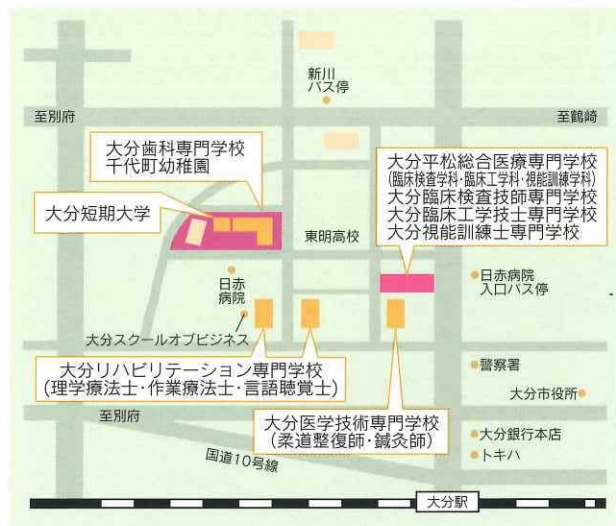 新川
バス停
至別府
至鶴崎
大分歯科専門学校
千代町幼稚園
大分短期大学
大分平松総合医療専門学校
(臨床検査学科・臨床工学科・視能訓練学科)
大分臨床検査技師専門学校
大分臨床工学技士専門学校
大分視能訓練士専門学校
東明高校
日赤
病院
日赤病院
入口バス停
大分スクールオブビジネス
大分リハビリテーション専門学校
(理学療法士・作業療法士・言語聴覚士)
警察署
大分市役所
至別府
大分医学技術専門学校
(柔道整復師・鍼灸師)
大分銀行本店
トキハ
国道10号線
大分駅